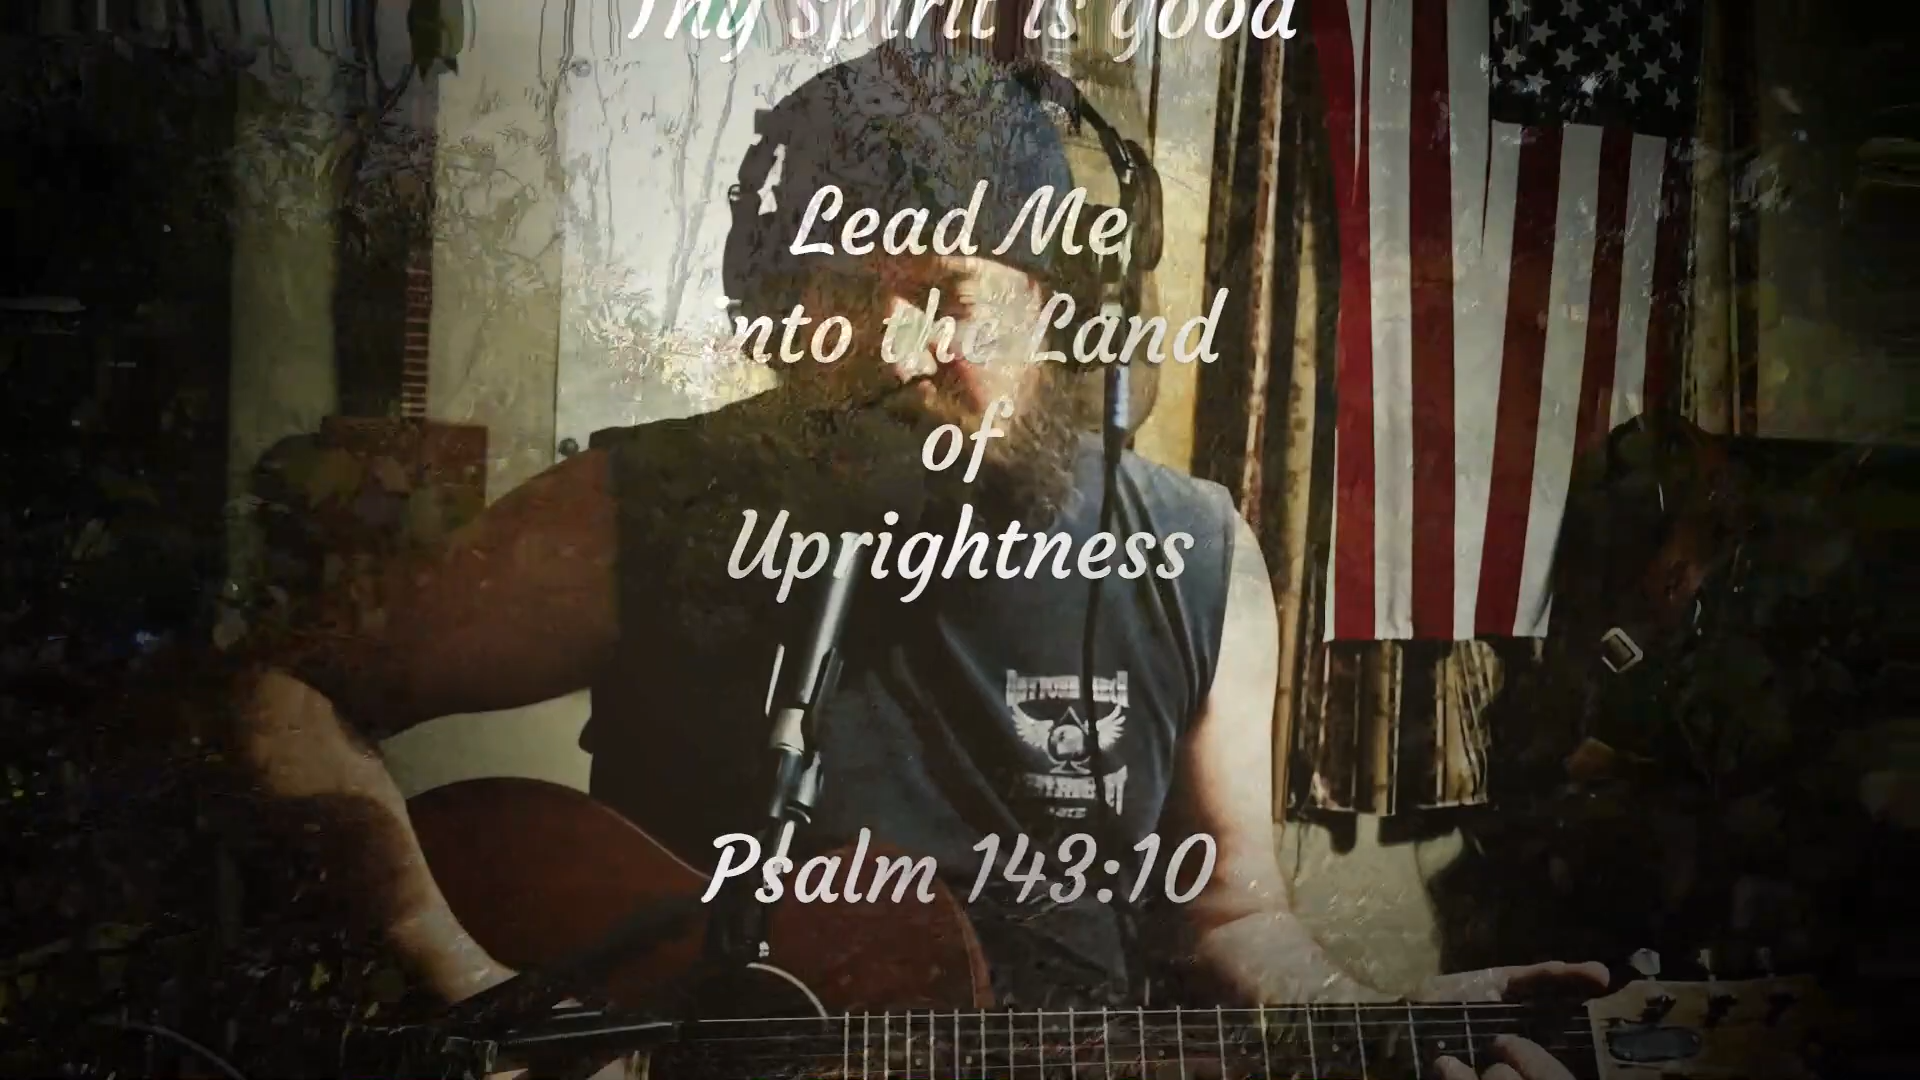 Thy spirit is good
Lead Me
into the Land
of
Uprightness
Psalm 143:10